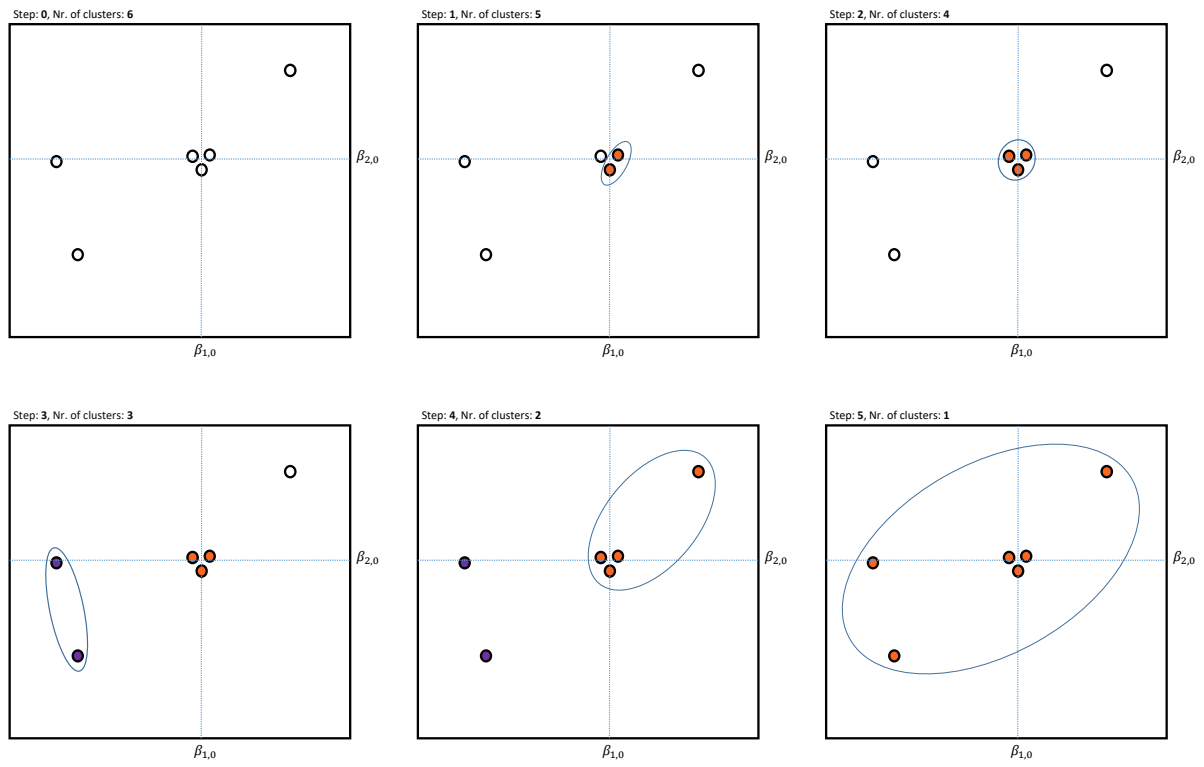 Step: 0, Nr. of clusters: 6
Step: 1, Nr. of clusters: 5
Step: 2, Nr. of clusters: 4
β2,0
β2,0
β2,0
β1,0
β1,0
β1,0
Step: 3, Nr. of clusters: 3
Step: 4, Nr. of clusters: 2
Step: 5, Nr. of clusters: 1
β2,0
β2,0
β2,0
β1,0
β1,0
β1,0